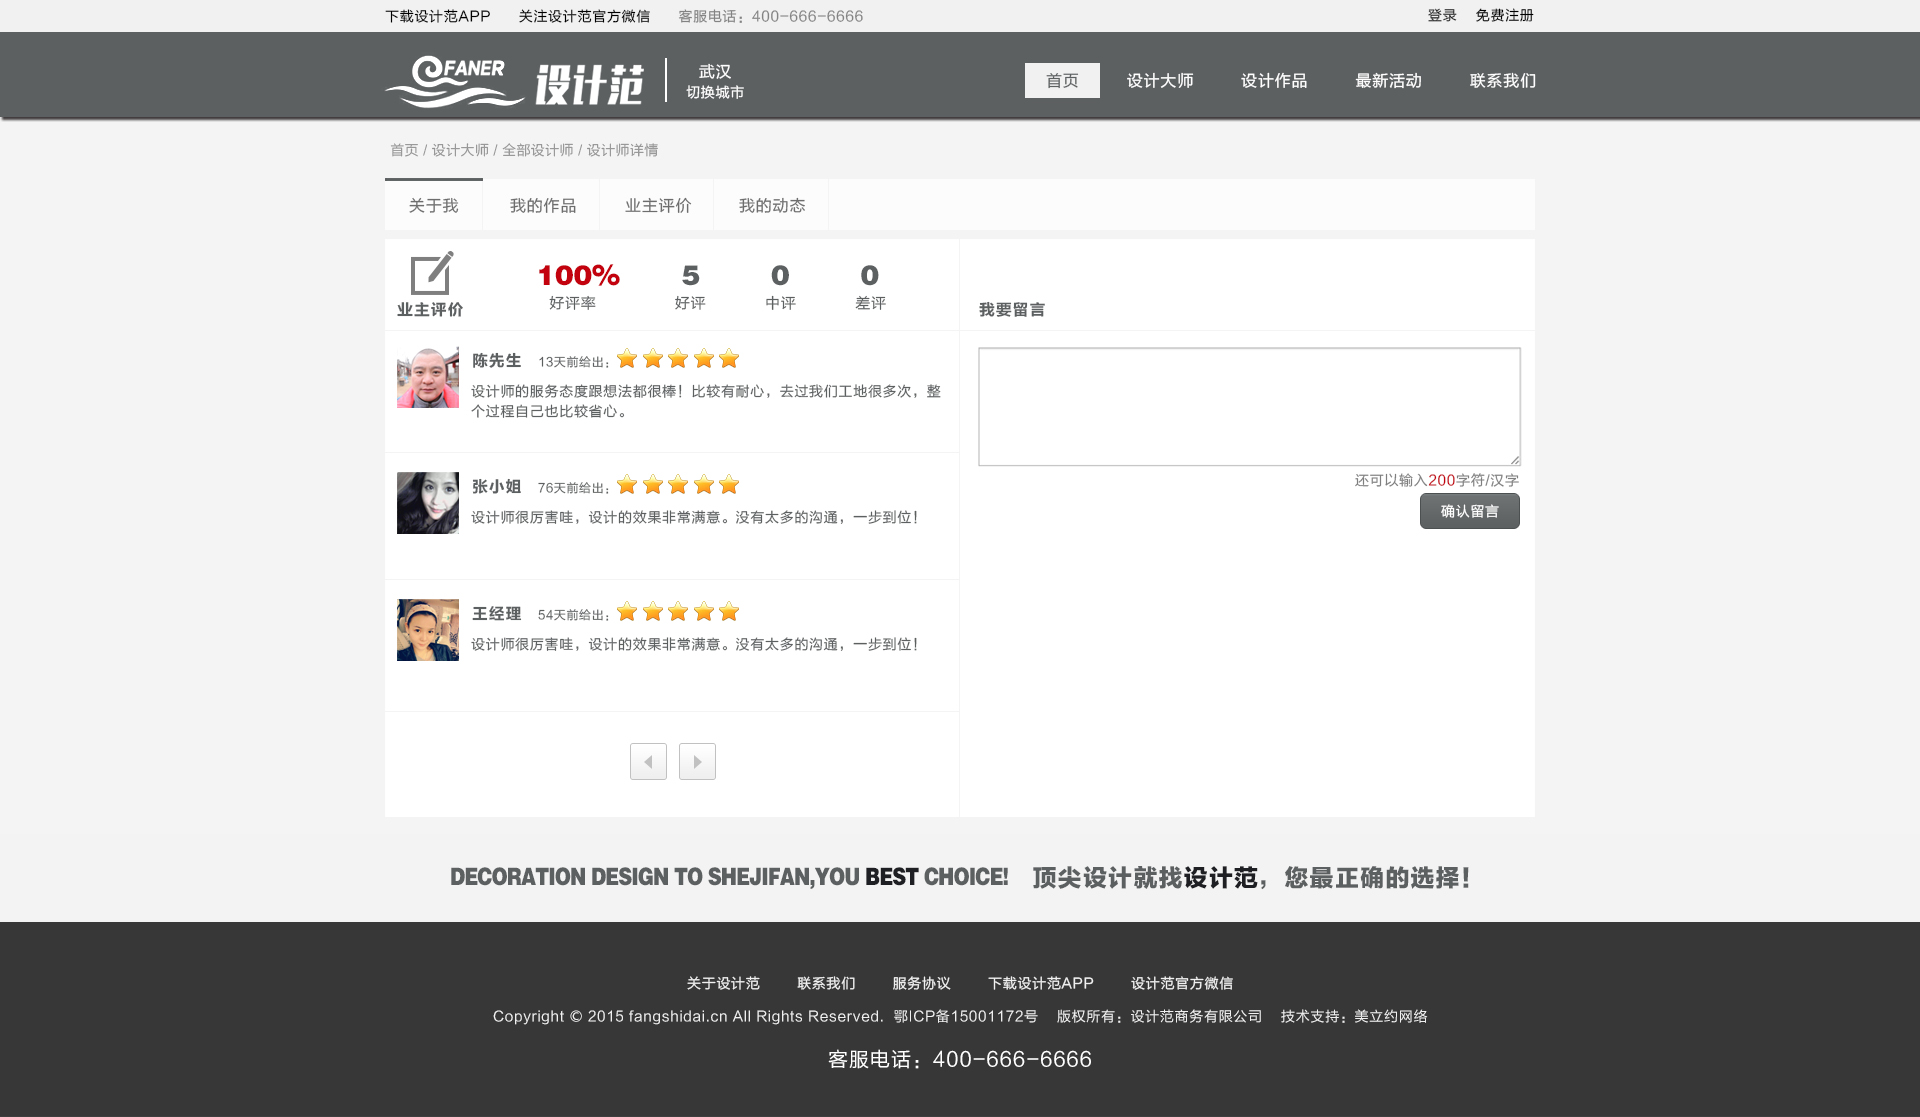 下载设计范APP 关注设计范官方微信 客服电话：400-666-6666 登录 免费注册
FANER 设计范
武汉
切换城市
首页 设计大师 设计作品 最新活动 联系我们
首页 / 设计大师 / 全部设计师 / 设计师详情
关于我 我的作品 业主评价 我的动态
业主评价
100% 5 0 0
好评率 好评 中评 差评
我要留言
陈先生 13天前给出：
设计师的服务态度跟想法都很棒！比较有耐心，去过我们工地很多次，整
个过程自己也比较省心。
张小姐 76天前给出：
设计师很厉害哇，设计的效果非常满意。没有太多的沟通，一步到位！
王经理 54天前给出：
设计师很厉害哇，设计的效果非常满意。没有太多的沟通，一步到位！
还可以输入200字符/汉字
确认留言
DECORATION DESIGN TO SHEJIFAN,YOU BEST CHOICE! 顶尖设计就找设计范，您最正确的选择！
关于设计范 联系我们 服务协议 下载设计范APP 设计范官方微信
Copyright © 2015 fangshidai.cn All Rights Reserved. 鄂ICP备15001172号 版权所有：设计范商务有限公司 技术支持：美立约网络
客服电话：400-666-6666